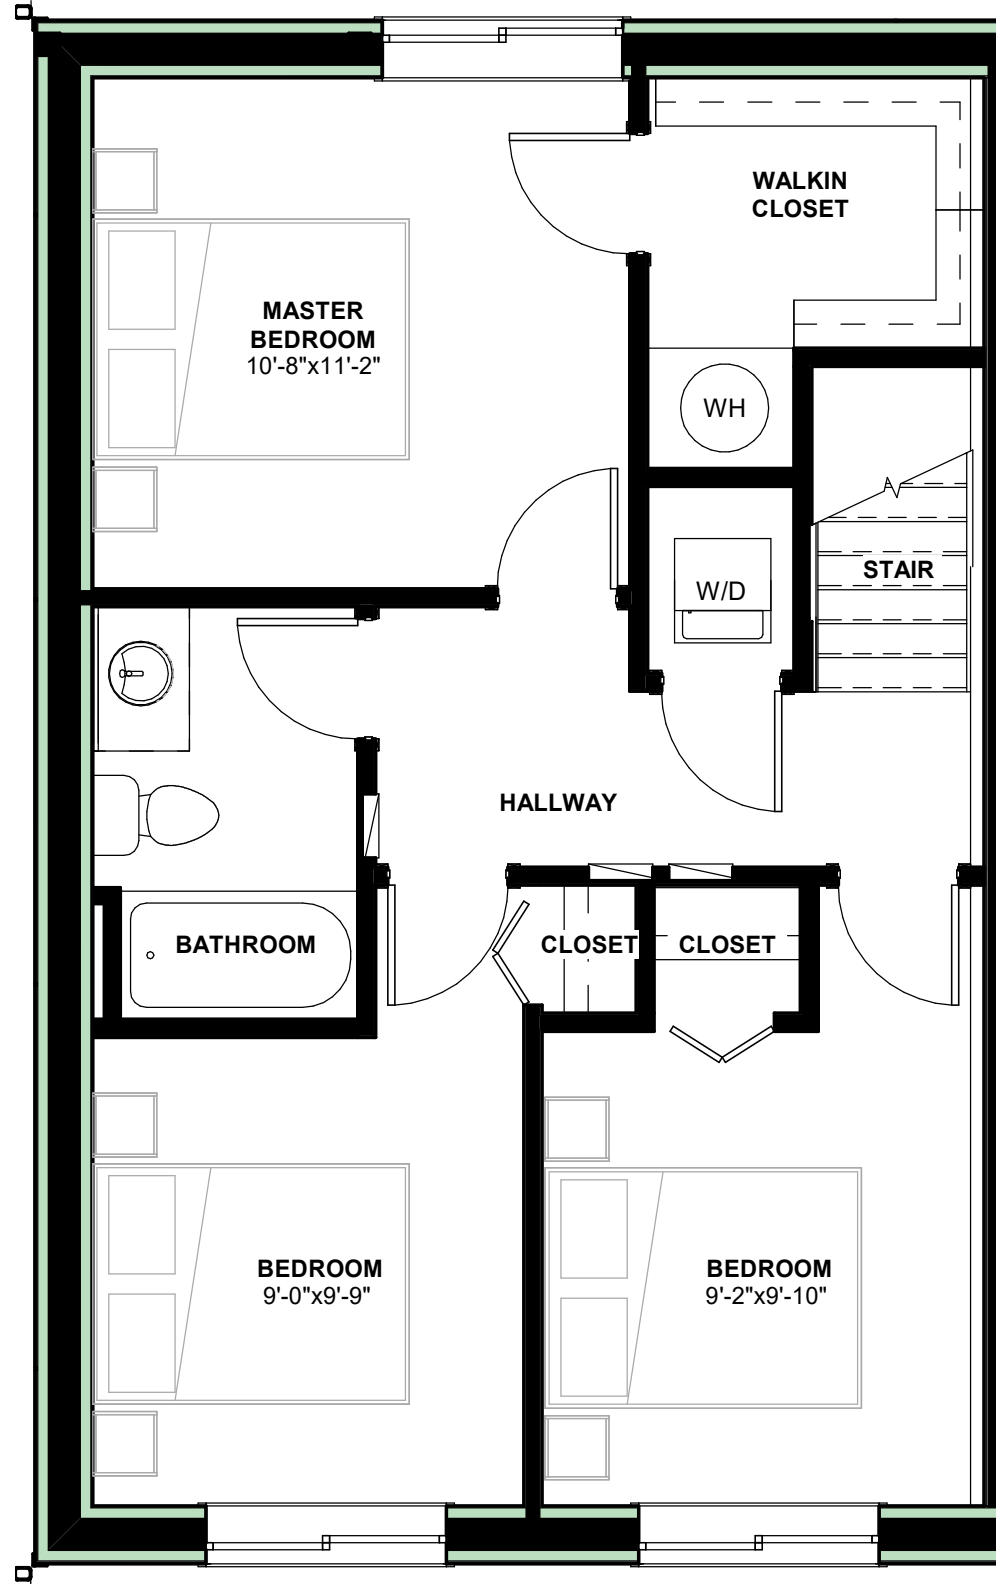 WALKIN
CLOSET
MASTER
BEDROOM
10'-8"x11'-2"
WH
STAIR
W/D
HALLWAY
BATHROOM
CLOSET
CLOSET
BEDROOM
9'-0"x9'-9"
BEDROOM
9'-2"x9'-10"